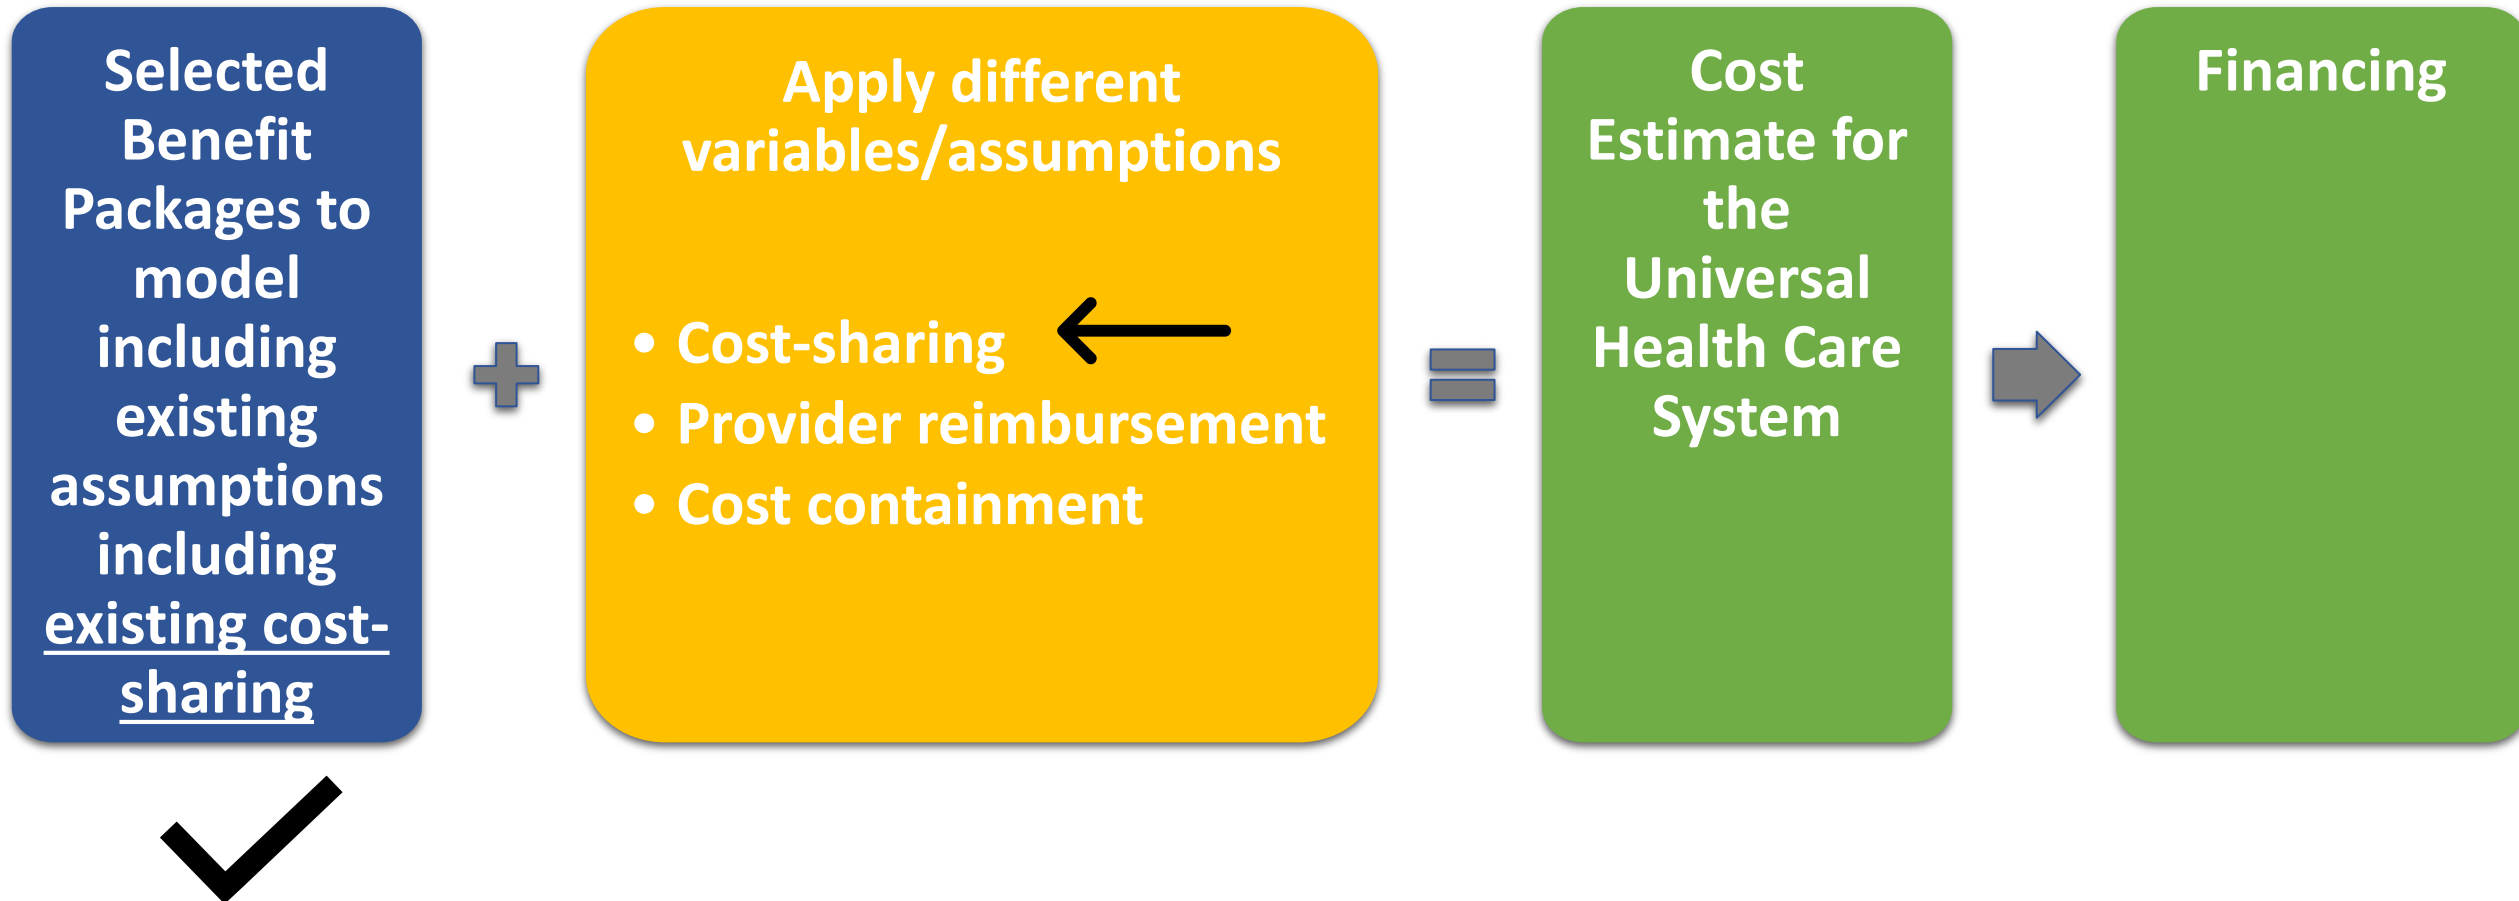 Selected
Benefit
Packages to
model
including
existing
assumptions
including
existing cost-
sharing
Apply different
variables/assumptions
• Cost-sharing
• Provider reimbursement
• Cost containment
Cost
Estimate for
the
Universal
Health Care
System
Financing